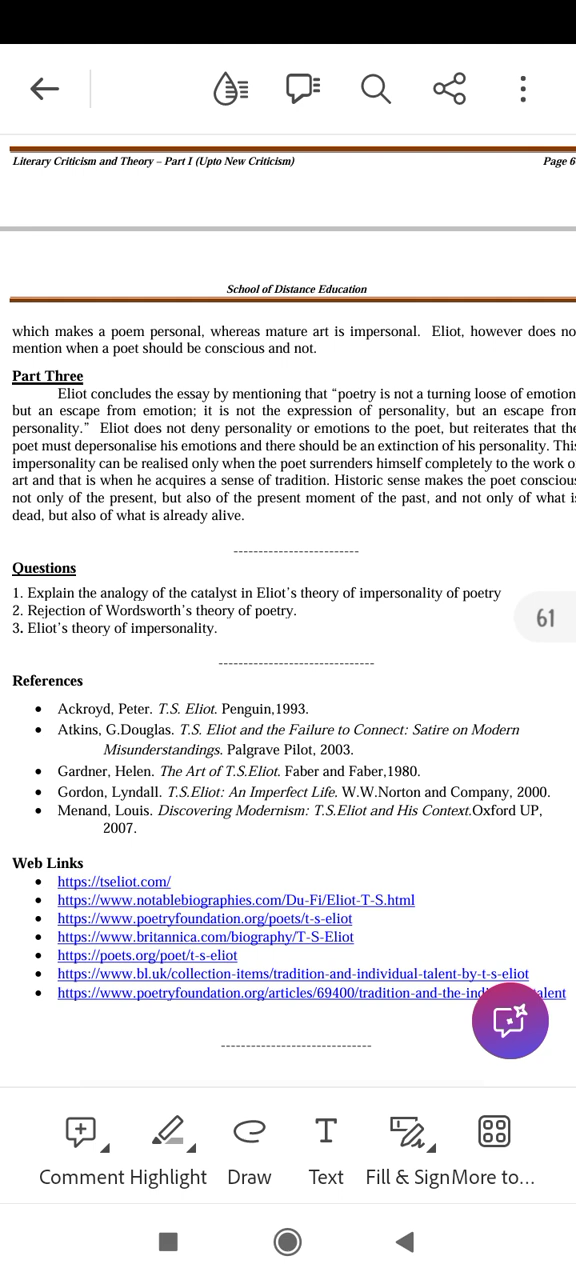 Literary Criticism and Theory – Part I (Upto New Criticism) Page 6
School of Distance Education
which makes a poem personal, whereas mature art is impersonal. Eliot, however does no
mention when a poet should be conscious and not.
Part Three
Eliot concludes the essay by mentioning that “poetry is not a turning loose of emotion
but an escape from emotion; it is not the expression of personality, but an escape from
personality.” Eliot does not deny personality or emotions to the poet, but reiterates that the
poet must depersonalise his emotions and there should be an extinction of his personality. This
impersonality can be realised only when the poet surrenders himself completely to the work o
art and that is when he acquires a sense of tradition. Historic sense makes the poet conscious
not only of the present, but also of the present moment of the past, and not only of what is
dead, but also of what is already alive.
-------------------------
Questions
1. Explain the analogy of the catalyst in Eliot’s theory of impersonality of poetry
2. Rejection of Wordsworth’s theory of poetry.
61
3. Eliot’s theory of impersonality.
-------------------------------
References
• Ackroyd, Peter. T.S. Eliot. Penguin,1993.
• Atkins, G.Douglas. T.S. Eliot and the Failure to Connect: Satire on Modern
Misunderstandings. Palgrave Pilot, 2003.
• Gardner, Helen. The Art of T.S.Eliot. Faber and Faber,1980.
• Gordon, Lyndall. T.S.Eliot: An Imperfect Life. W.W.Norton and Company, 2000.
• Menand, Louis. Discovering Modernism: T.S.Eliot and His Context.Oxford UP,
2007.
Web Links
• https://tseliot.com/
• https://www.notablebiographies.com/Du-Fi/Eliot-T-S.html
• https://www.poetryfoundation.org/poets/t-s-eliot
• https://www.britannica.com/biography/T-S-Eliot
• https://poets.org/poet/t-s-eliot
• https://www.bl.uk/collection-items/tradition-and-individual-talent-by-t-s-eliot
• https://www.poetryfoundation.org/articles/69400/tradition-and-the-ind alent
------------------------------
Comment Highlight Draw Text Fill & Sign More to...